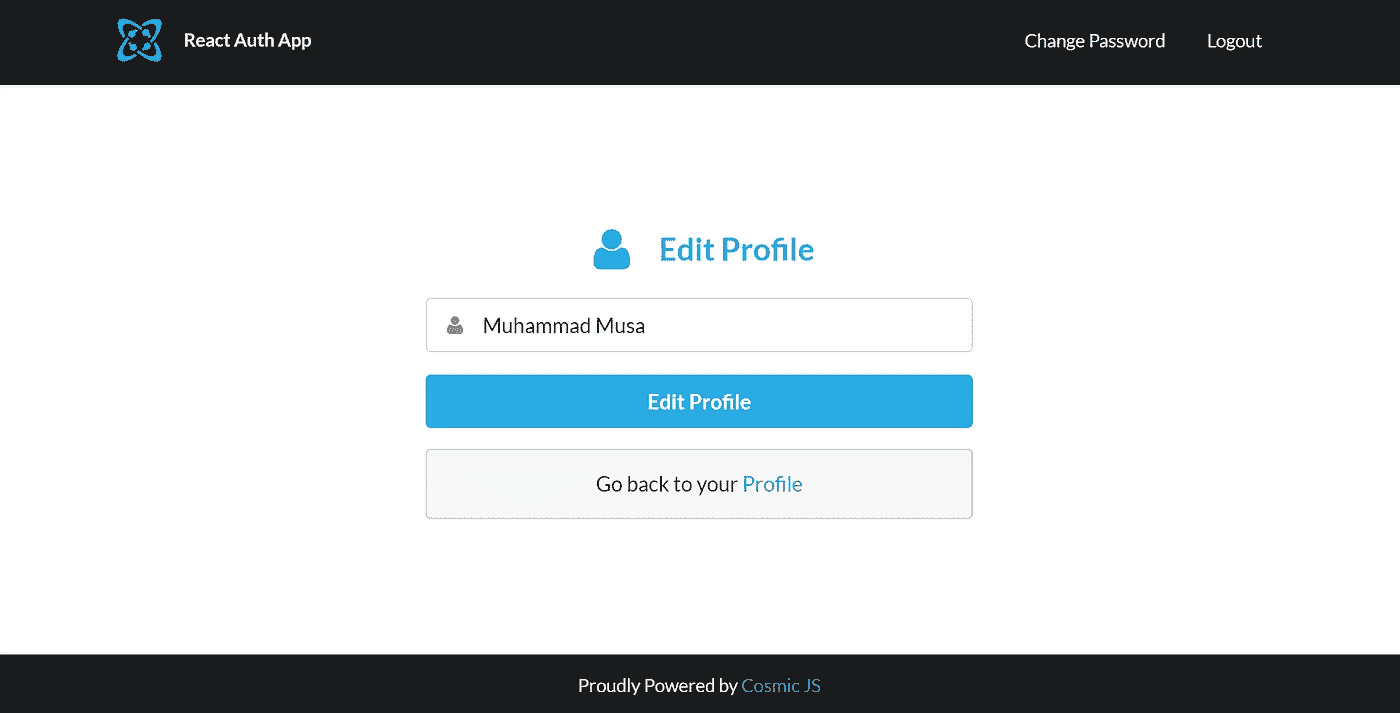 React Auth App
Change Password
Logout
Edit Profile
Muhammad Musa
Edit Profile
Go back to your Profile
Proudly Powered by Cosmic JS